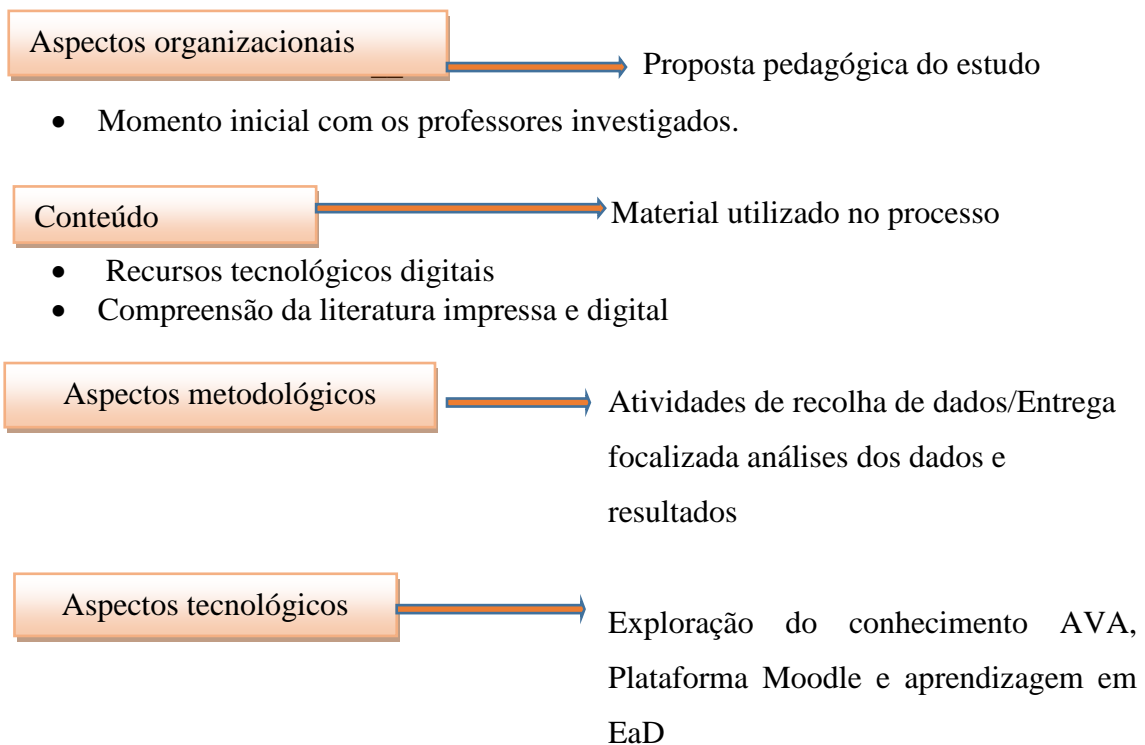 Aspectos organizacionais
Proposta pedagógica do estudo
• Momento inicial com os professores investigados.
Conteúdo
Material utilizado no processo
• Recursos tecnológicos digitais
• Compreensão da literatura impressa e digital
Aspectos metodológicos
Atividades de recolha de dados/Entrega
focalizada análises dos dados e
resultados
Aspectos tecnológicos
Exploração do conhecimento AVA,
Plataforma Moodle e aprendizagem em
EaD